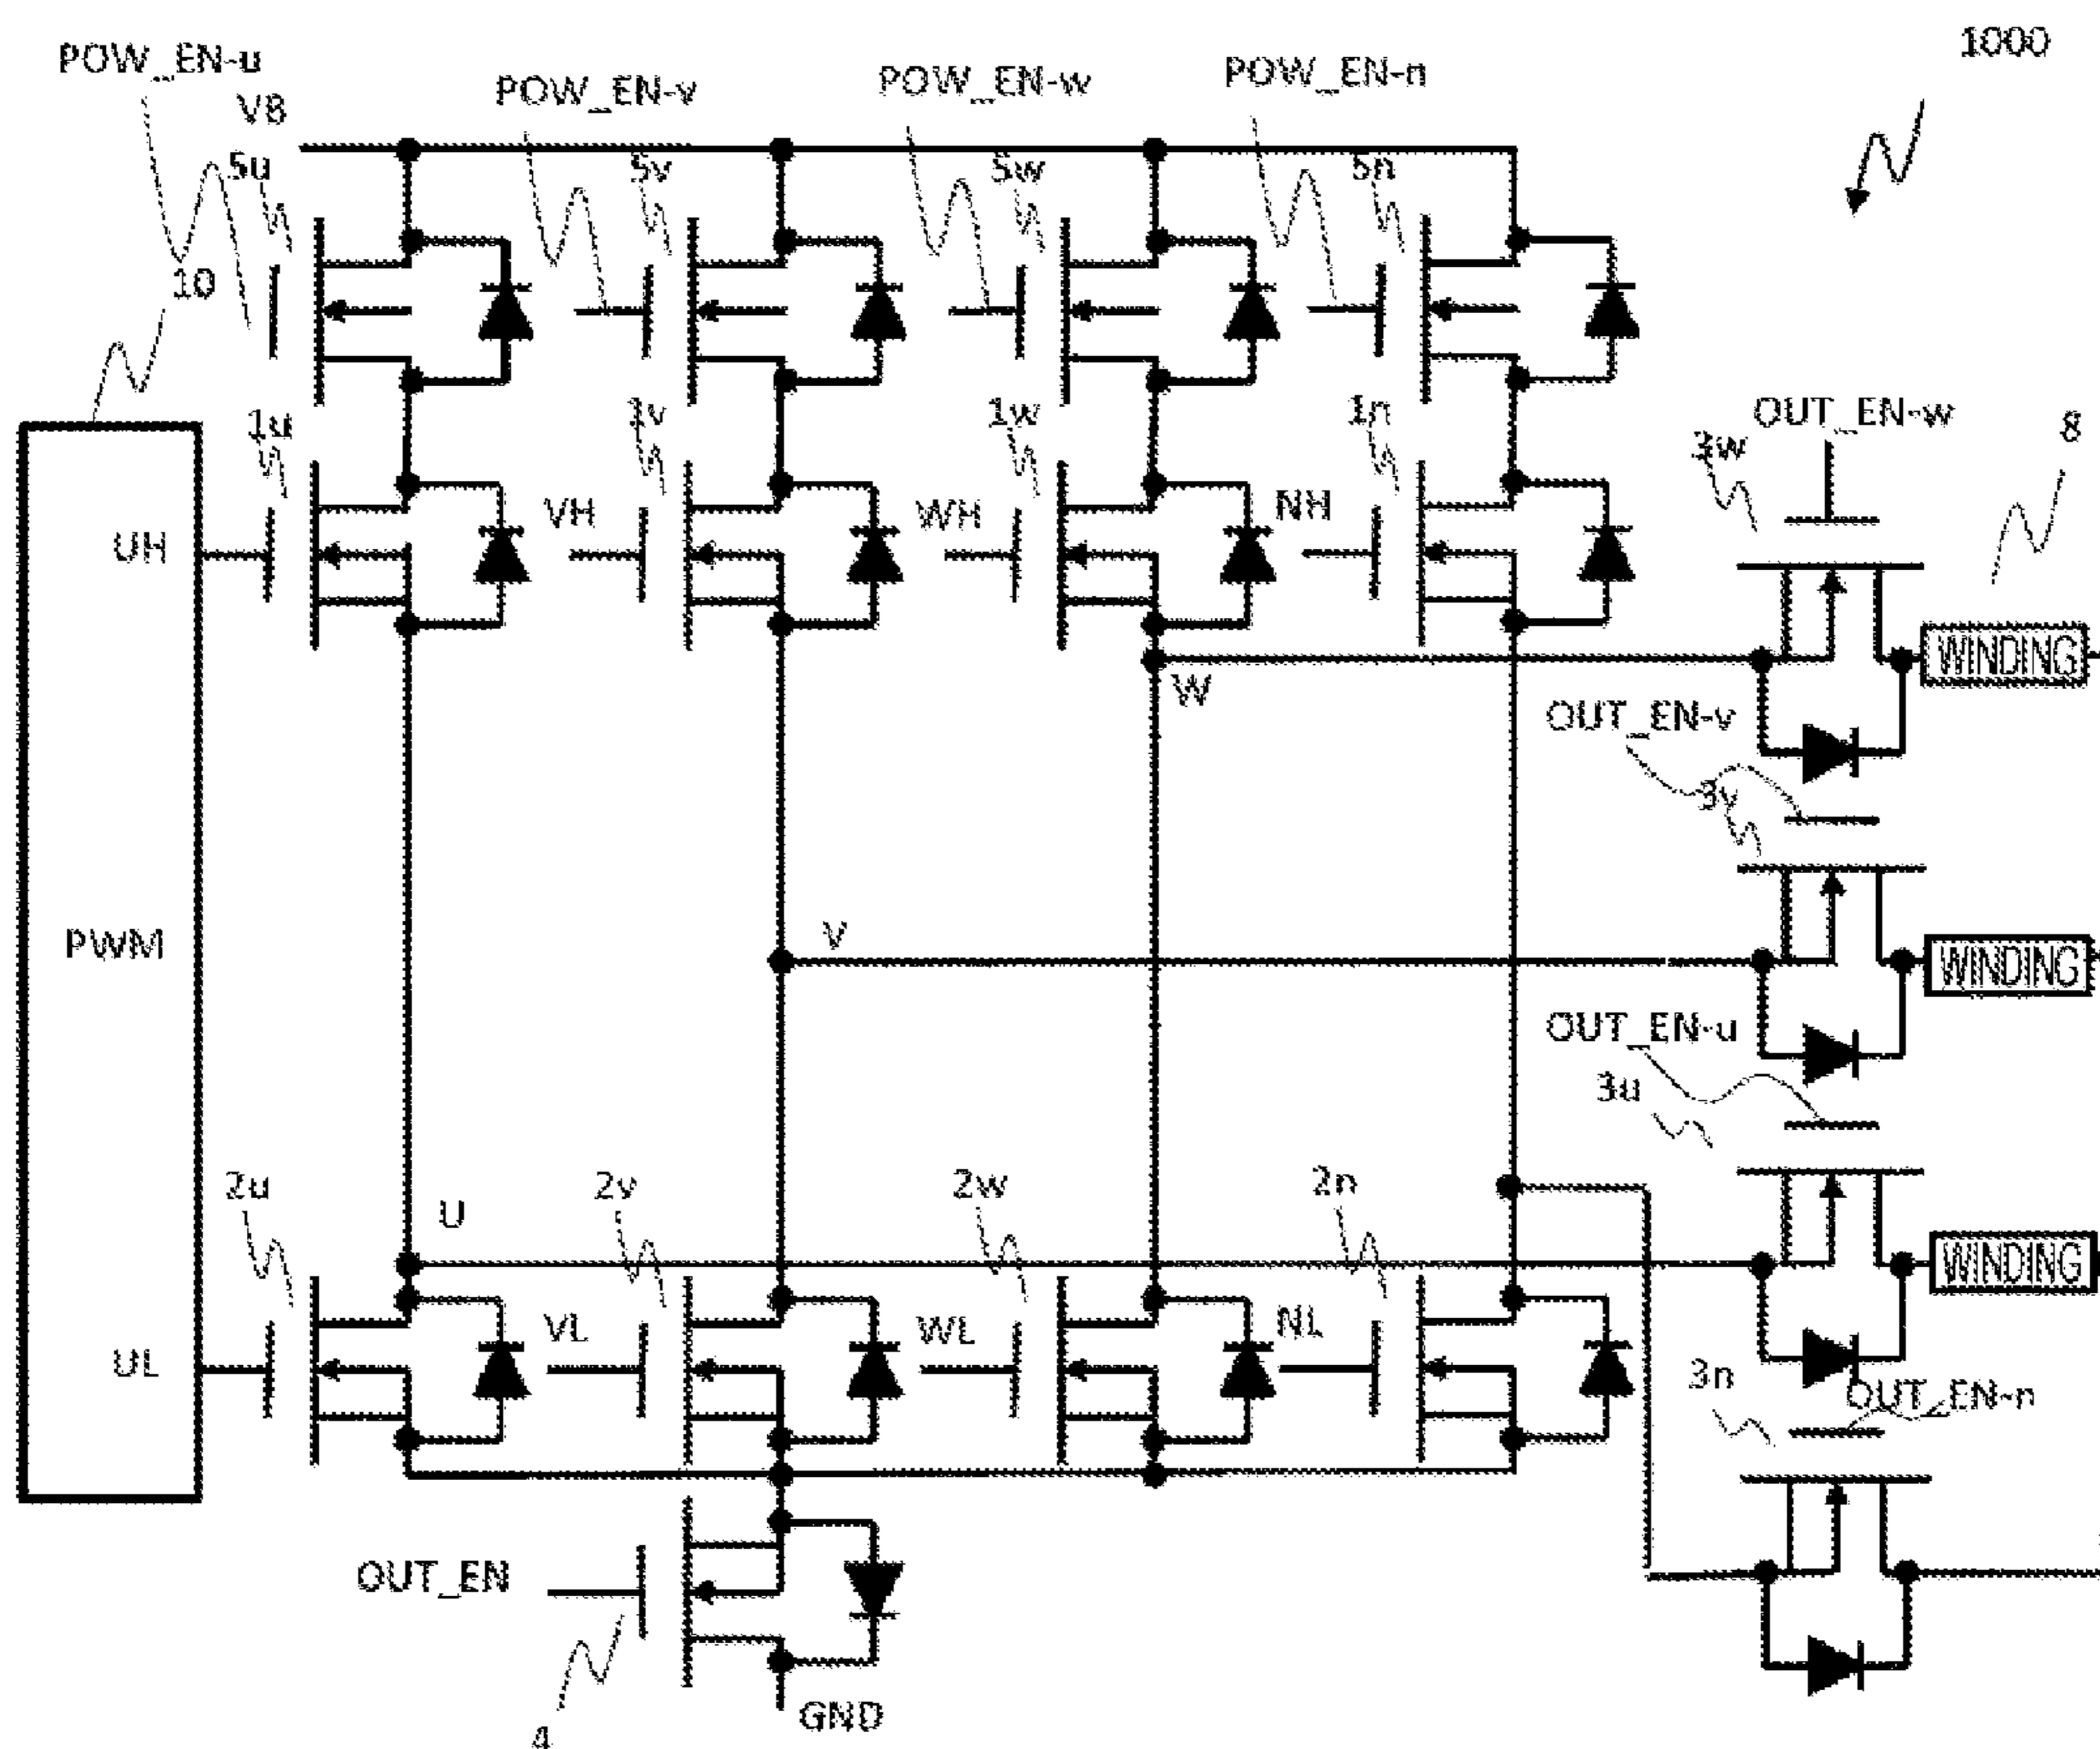 1000
POW_EN-u
POW_EN-v
POW_EN-w
POW_EN-n
VB
5u
5v
5w
5n
10
1u
1v
1w
1n
OUT_EN-w
3w
8
UH
VH
WH
NH
WINDING
W
OUT_EN-v
3v
PWM
V
WINDING
OUT_EN-u
3u
2u
2v
2w
2n
U
WINDING
UL
VL
WL
NL
3n
OUT_EN-n
OUT_EN
GND
4